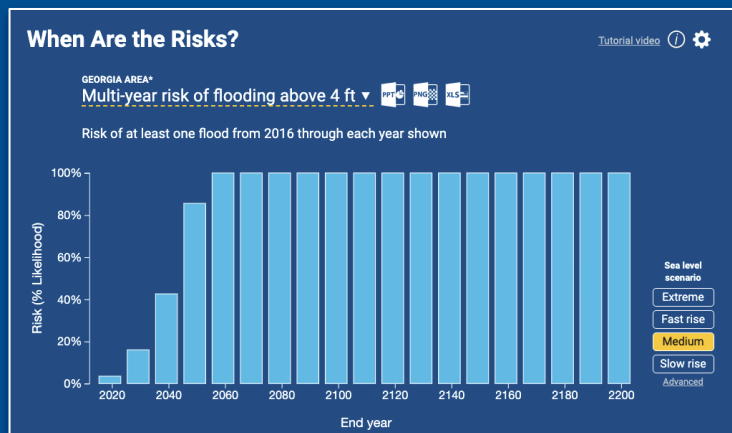 When Are the Risks?
Tutorial video i
GEORGIA AREA*
Multi-year risk of flooding above 4 ft ▼ PPT PNG XLS
Risk of at least one flood from 2016 through each year shown
100%
80%
60%
40%
20%
0%
Risk (% Likelihood)
2020 2040 2060 2080 2100 2120 2140 2160 2180 2200
End year
Sea level
scenario
Extreme
Fast rise
Medium
Slow rise
Advanced